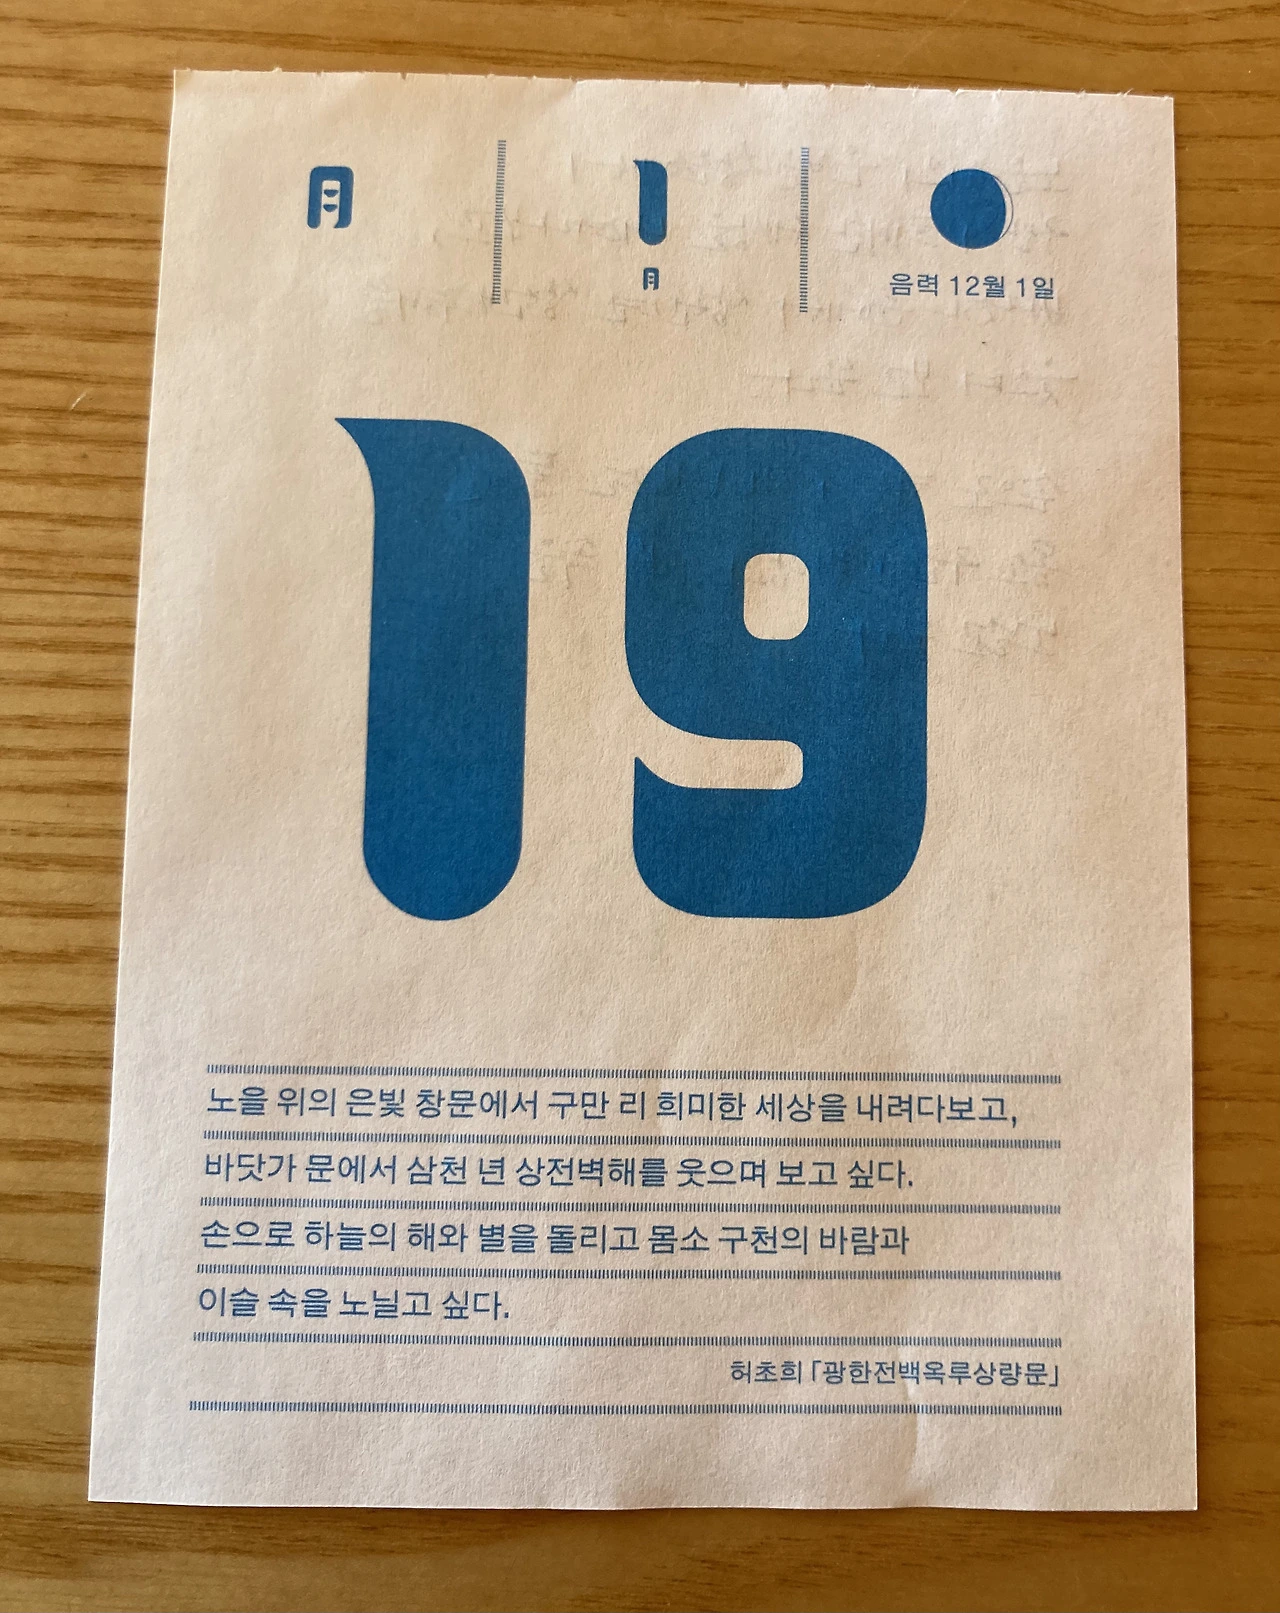 月
1
月
음력 12월 1일
19
노을 위의 은빛 창문에서 구만 리 희미한 세상을 내려다보고,
바닷가 문에서 삼천 년 상전벽해를 웃으며 보고 싶다.
손으로 하늘의 해와 별을 돌리고 몸소 구천의 바람과
이슬 속을 노닐고 싶다.
허초희 「광한전백옥루상량문」